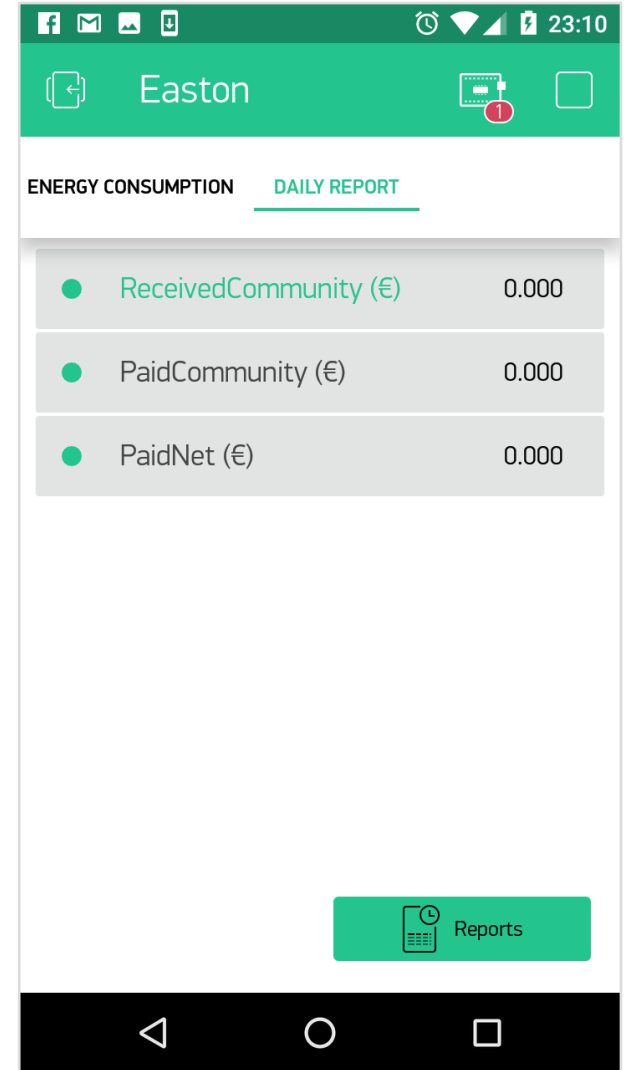 23:10
Easton
1
ENERGY CONSUMPTION DAILY REPORT
ReceivedCommunity (€) 0.000
PaidCommunity (€) 0.000
PaidNet (€) 0.000
Reports